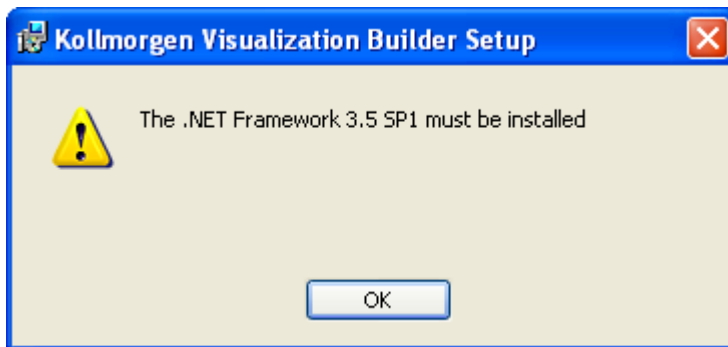 Kollmorgen Visualization Builder Setup
The .NET Framework 3.5 SP1 must be installed
OK